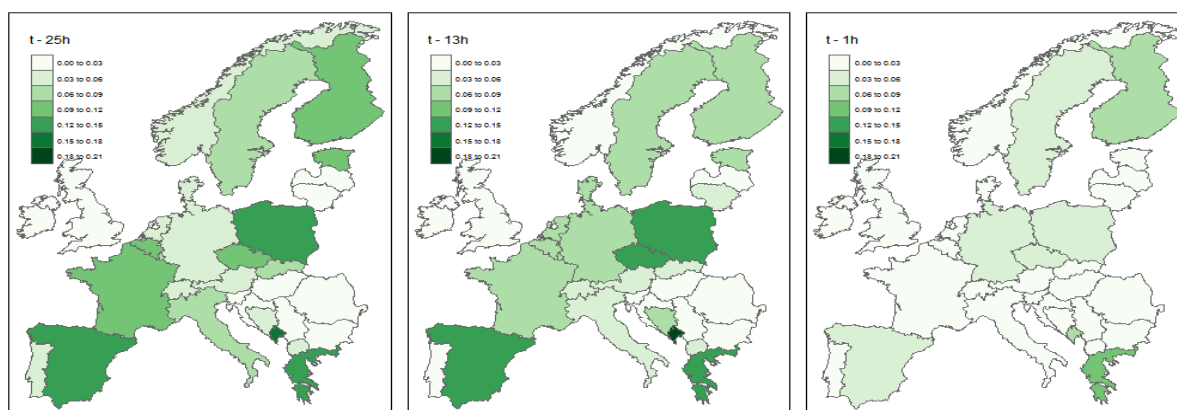 t - 25h
0.00 to 0.03
0.03 to 0.06
0.06 to 0.09
0.09 to 0.12
0.12 to 0.15
0.15 to 0.18
0.18 to 0.21
t - 13h
0.00 to 0.03
0.03 to 0.06
0.06 to 0.09
0.09 to 0.12
0.12 to 0.15
0.15 to 0.18
0.18 to 0.21
t - 1h
0.00 to 0.03
0.03 to 0.06
0.06 to 0.09
0.09 to 0.12
0.12 to 0.15
0.15 to 0.18
0.18 to 0.21